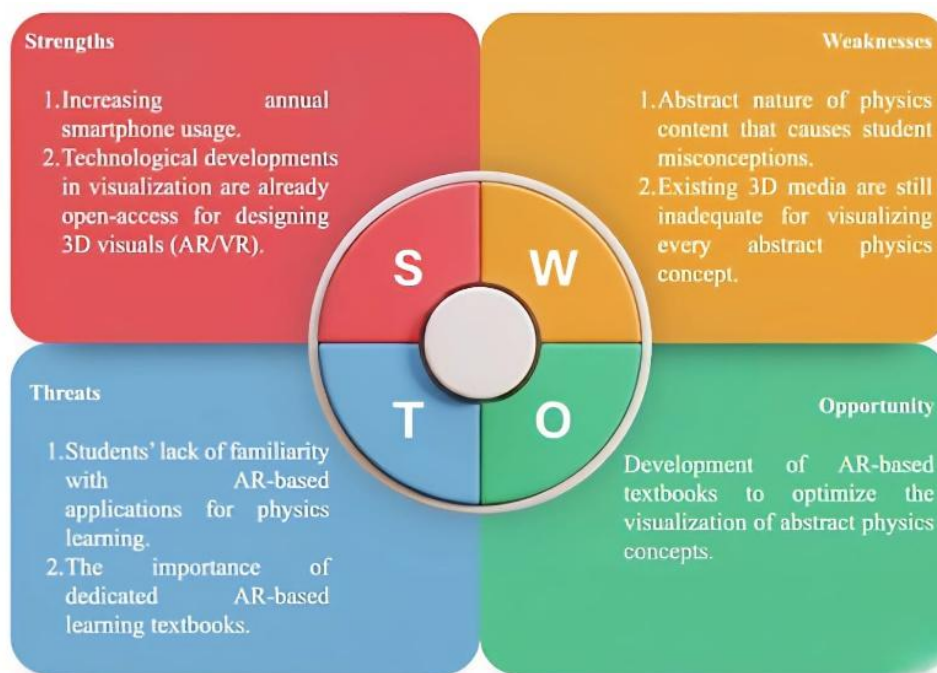 Strengths
1.Increasing annual
smartphone usage.
2.Technological developments
in visualization are already
open-access for designing
3D visuals (AR/VR).
Weaknesses
1.Abstract nature of physics
content that causes student
misconceptions.
2.Existing 3D media are still
inadequate for visualizing
every abstract physics
concept.
S
W
T
O
Threats
1.Students’ lack of familiarity
with AR-based
applications for physics
learning.
2.The importance of
dedicated AR-based
learning textbooks.
Opportunity
Development of AR-based
textbooks to optimize the
visualization of abstract physics
concepts.